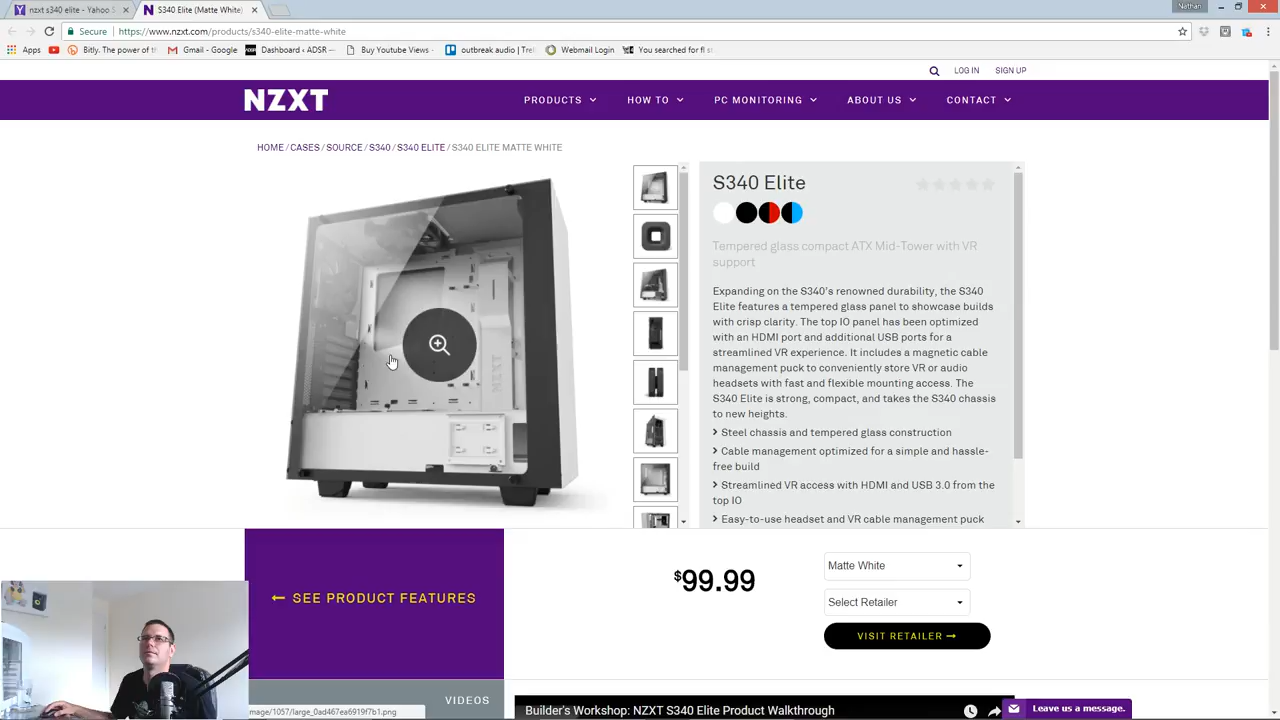 nzxt s340 elite - Yahoo S
S340 Elite (Matte White)
Nathan
Secure
https://www.nzxt.com/products/s340-elite-matte-white
Apps
Bitly. The power of th
Gmail - Google
Dashboard ‹ ADSR —
Buy Youtube Views -
outbreak audio | Trel
Webmail Login
You searched for fl st
LOG IN
SIGN UP
NZXT
PRODUCTS
HOW TO
PC MONITORING
ABOUT US
CONTACT
HOME / CASES / SOURCE / S340 / S340 ELITE / S340 ELITE MATTE WHITE
S340 Elite
Tempered glass compact ATX Mid-Tower with VR
support
Expanding on the S340's renowned durability, the S340
Elite features a tempered glass panel to showcase builds
with crisp clarity. The top IO panel has been optimized
with an HDMI port and additional USB ports for a
streamlined VR experience. It includes a magnetic cable
management puck to conveniently store VR or audio
headsets with fast and flexible mounting access. The
S340 Elite is strong, compact, and takes the S340 chassis
to new heights.
Steel chassis and tempered glass construction
Cable management optimized for a simple and hassle-
free build
Streamlined VR access with HDMI and USB 3.0 from the
top IO
Easy-to-use headset and VR cable management puck
NZXT
SEE PRODUCT FEATURES
$99.99
Matte White
Select Retailer
VISIT RETAILER
VIDEOS
Builder's Workshop: NZXT S340 Elite Product Walkthrough
Leave us a message.
mage/1057/large_0ad467ea6919f7b1.png